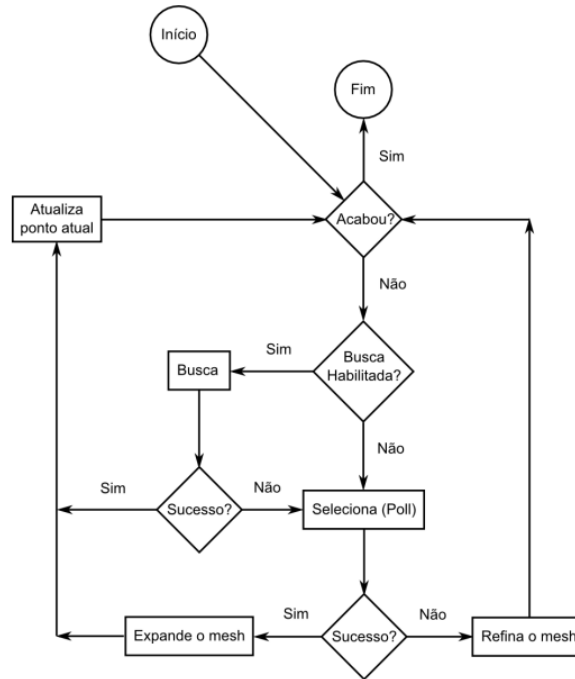 Início
Fim
Sim
Atualiza
ponto atual
Acabou?
Não
Sim
Busca
Busca
Habilitada?
Não
Sim
Sucesso?
Não
Seleciona (Poll)
Expande o mesh
Sim
Sucesso?
Não
Refina o mesh